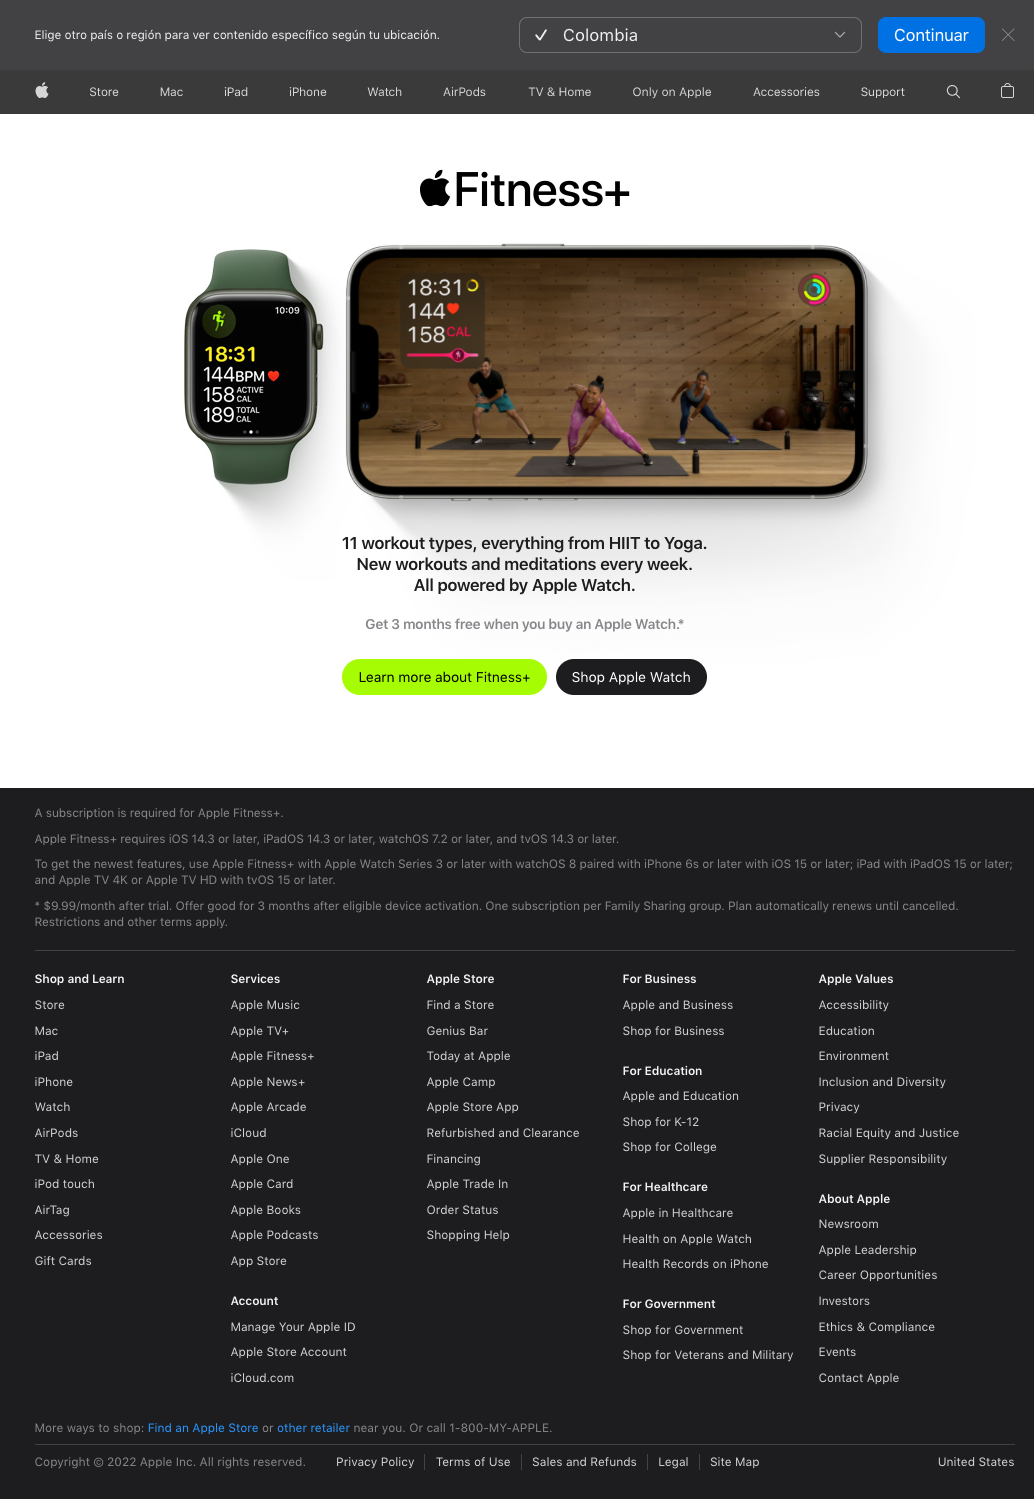 Elige otro país o región para ver contenido específico según tu ubicación.
Colombia
Continuar
Store
Mac
iPad
iPhone
Watch
AirPods
TV & Home
Only on Apple
Accessories
Support
Fitness+
10:09
18:31
144BPM
158 ACTIVE CAL
189 TOTAL CAL
18:31
144
158CAL
11 workout types, everything from HIIT to Yoga.
New workouts and meditations every week.
All powered by Apple Watch.
Get 3 months free when you buy an Apple Watch.*
Learn more about Fitness+
Shop Apple Watch
A subscription is required for Apple Fitness+.
Apple Fitness+ requires iOS 14.3 or later, iPadOS 14.3 or later, watchOS 7.2 or later, and tvOS 14.3 or later.
To get the newest features, use Apple Fitness+ with Apple Watch Series 3 or later with watchOS 8 paired with iPhone 6s or later with iOS 15 or later; iPad with iPadOS 15 or later;
and Apple TV 4K or Apple TV HD with tvOS 15 or later.
* $9.99/month after trial. Offer good for 3 months after eligible device activation. One subscription per Family Sharing group. Plan automatically renews until cancelled.
Restrictions and other terms apply.
Shop and Learn
Store
Mac
iPad
iPhone
Watch
AirPods
TV & Home
iPod touch
AirTag
Accessories
Gift Cards
Services
Apple Music
Apple TV+
Apple Fitness+
Apple News+
Apple Arcade
iCloud
Apple One
Apple Card
Apple Books
Apple Podcasts
App Store
Account
Manage Your Apple ID
Apple Store Account
iCloud.com
Apple Store
Find a Store
Genius Bar
Today at Apple
Apple Camp
Apple Store App
Refurbished and Clearance
Financing
Apple Trade In
Order Status
Shopping Help
For Business
Apple and Business
Shop for Business
For Education
Apple and Education
Shop for K-12
Shop for College
For Healthcare
Apple in Healthcare
Health on Apple Watch
Health Records on iPhone
For Government
Shop for Government
Shop for Veterans and Military
Apple Values
Accessibility
Education
Environment
Inclusion and Diversity
Privacy
Racial Equity and Justice
Supplier Responsibility
About Apple
Newsroom
Apple Leadership
Career Opportunities
Investors
Ethics & Compliance
Events
Contact Apple
More ways to shop: Find an Apple Store or other retailer near you. Or call 1-800-MY-APPLE.
Copyright © 2022 Apple Inc. All rights reserved.
Privacy Policy
Terms of Use
Sales and Refunds
Legal
Site Map
United States